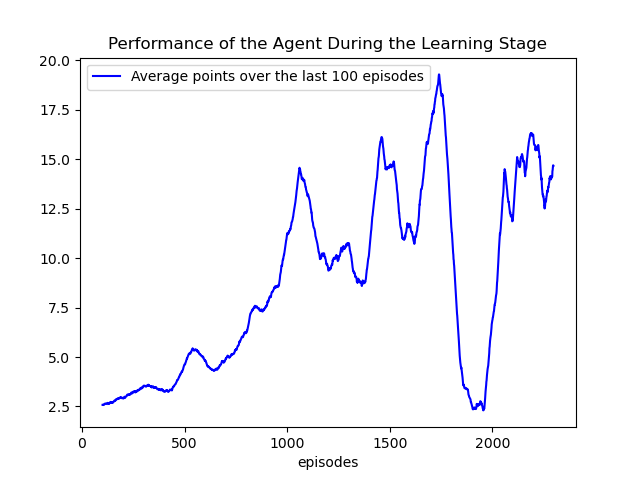 Performance of the Agent During the Learning Stage
Average points over the last 100 episodes
20.0
17.5
15.0
12.5
10.0
7.5
5.0
2.5
0 500 1000 1500 2000
episodes